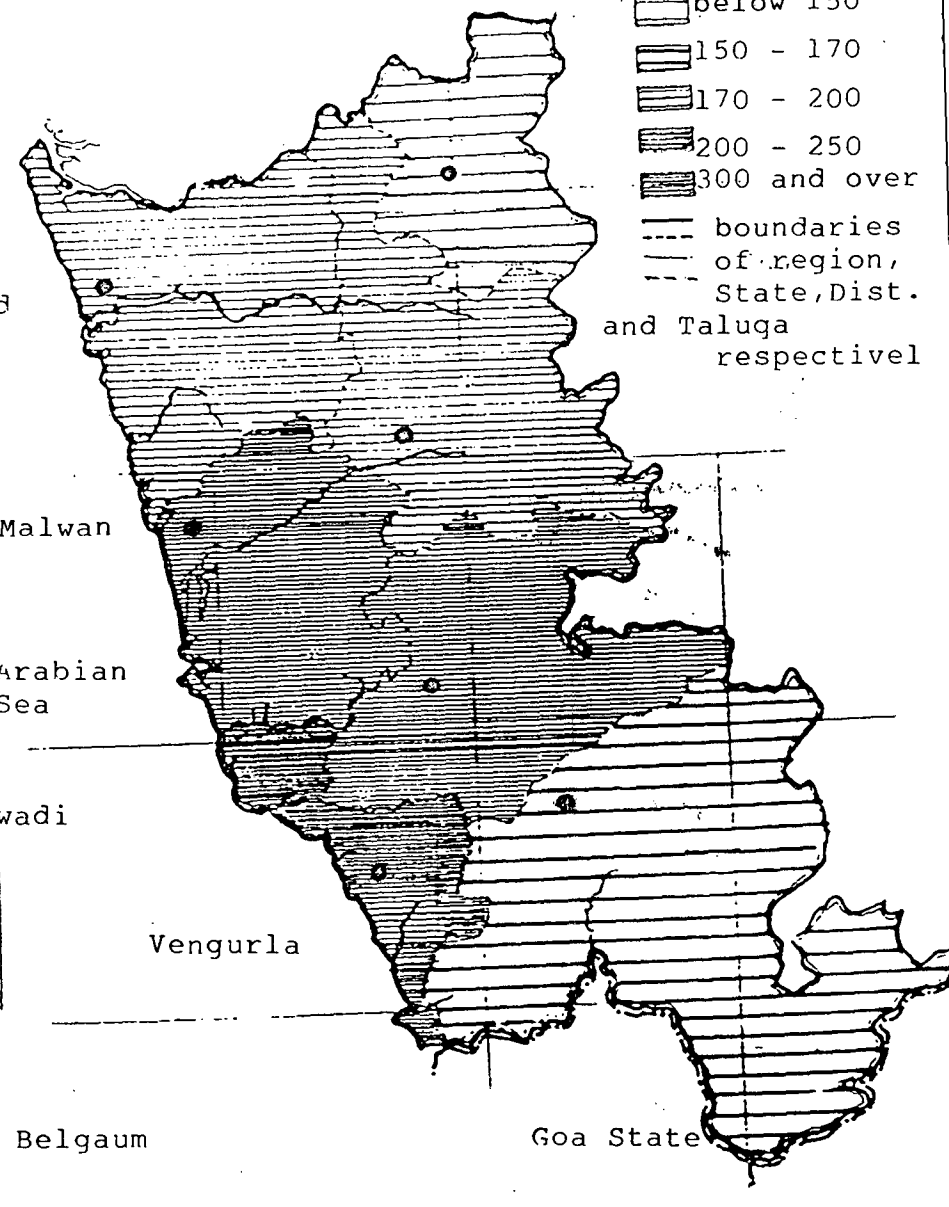 below 150
150 - 170
170 - 200
200 - 250
300 and over
boundaries
of region,
State,Dist.
and Taluqa
respectivel
d
Malwan
Arabian
Sea
wadi
Vengurla
Belgaum
Goa State